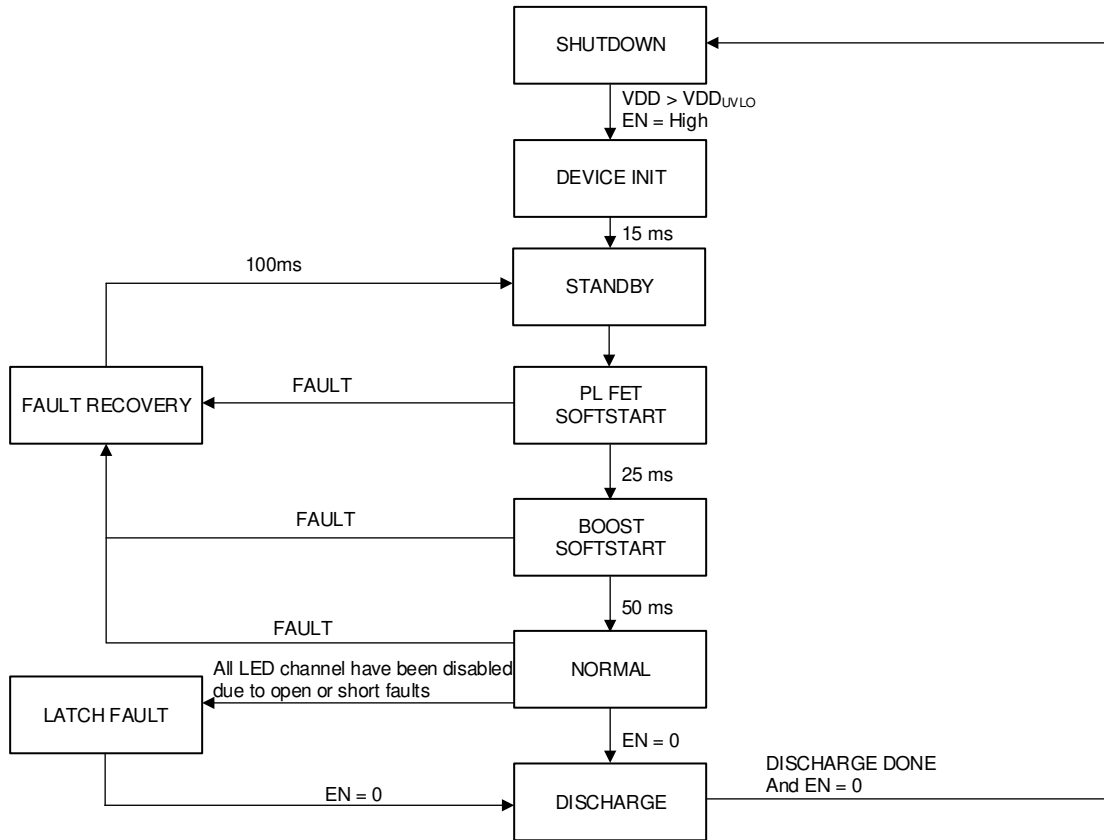 SHUTDOWN
VDD > VDDUVLO
EN = High
DEVICE INIT
15 ms
100ms
STANDBY
FAULT RECOVERY
FAULT
PL FET
SOFTSTART
25 ms
FAULT
BOOST
SOFTSTART
50 ms
FAULT
NORMAL
All LED channel have been disabled
due to open or short faults
LATCH FAULT
EN = 0
EN = 0
DISCHARGE
DISCHARGE DONE
And EN = 0